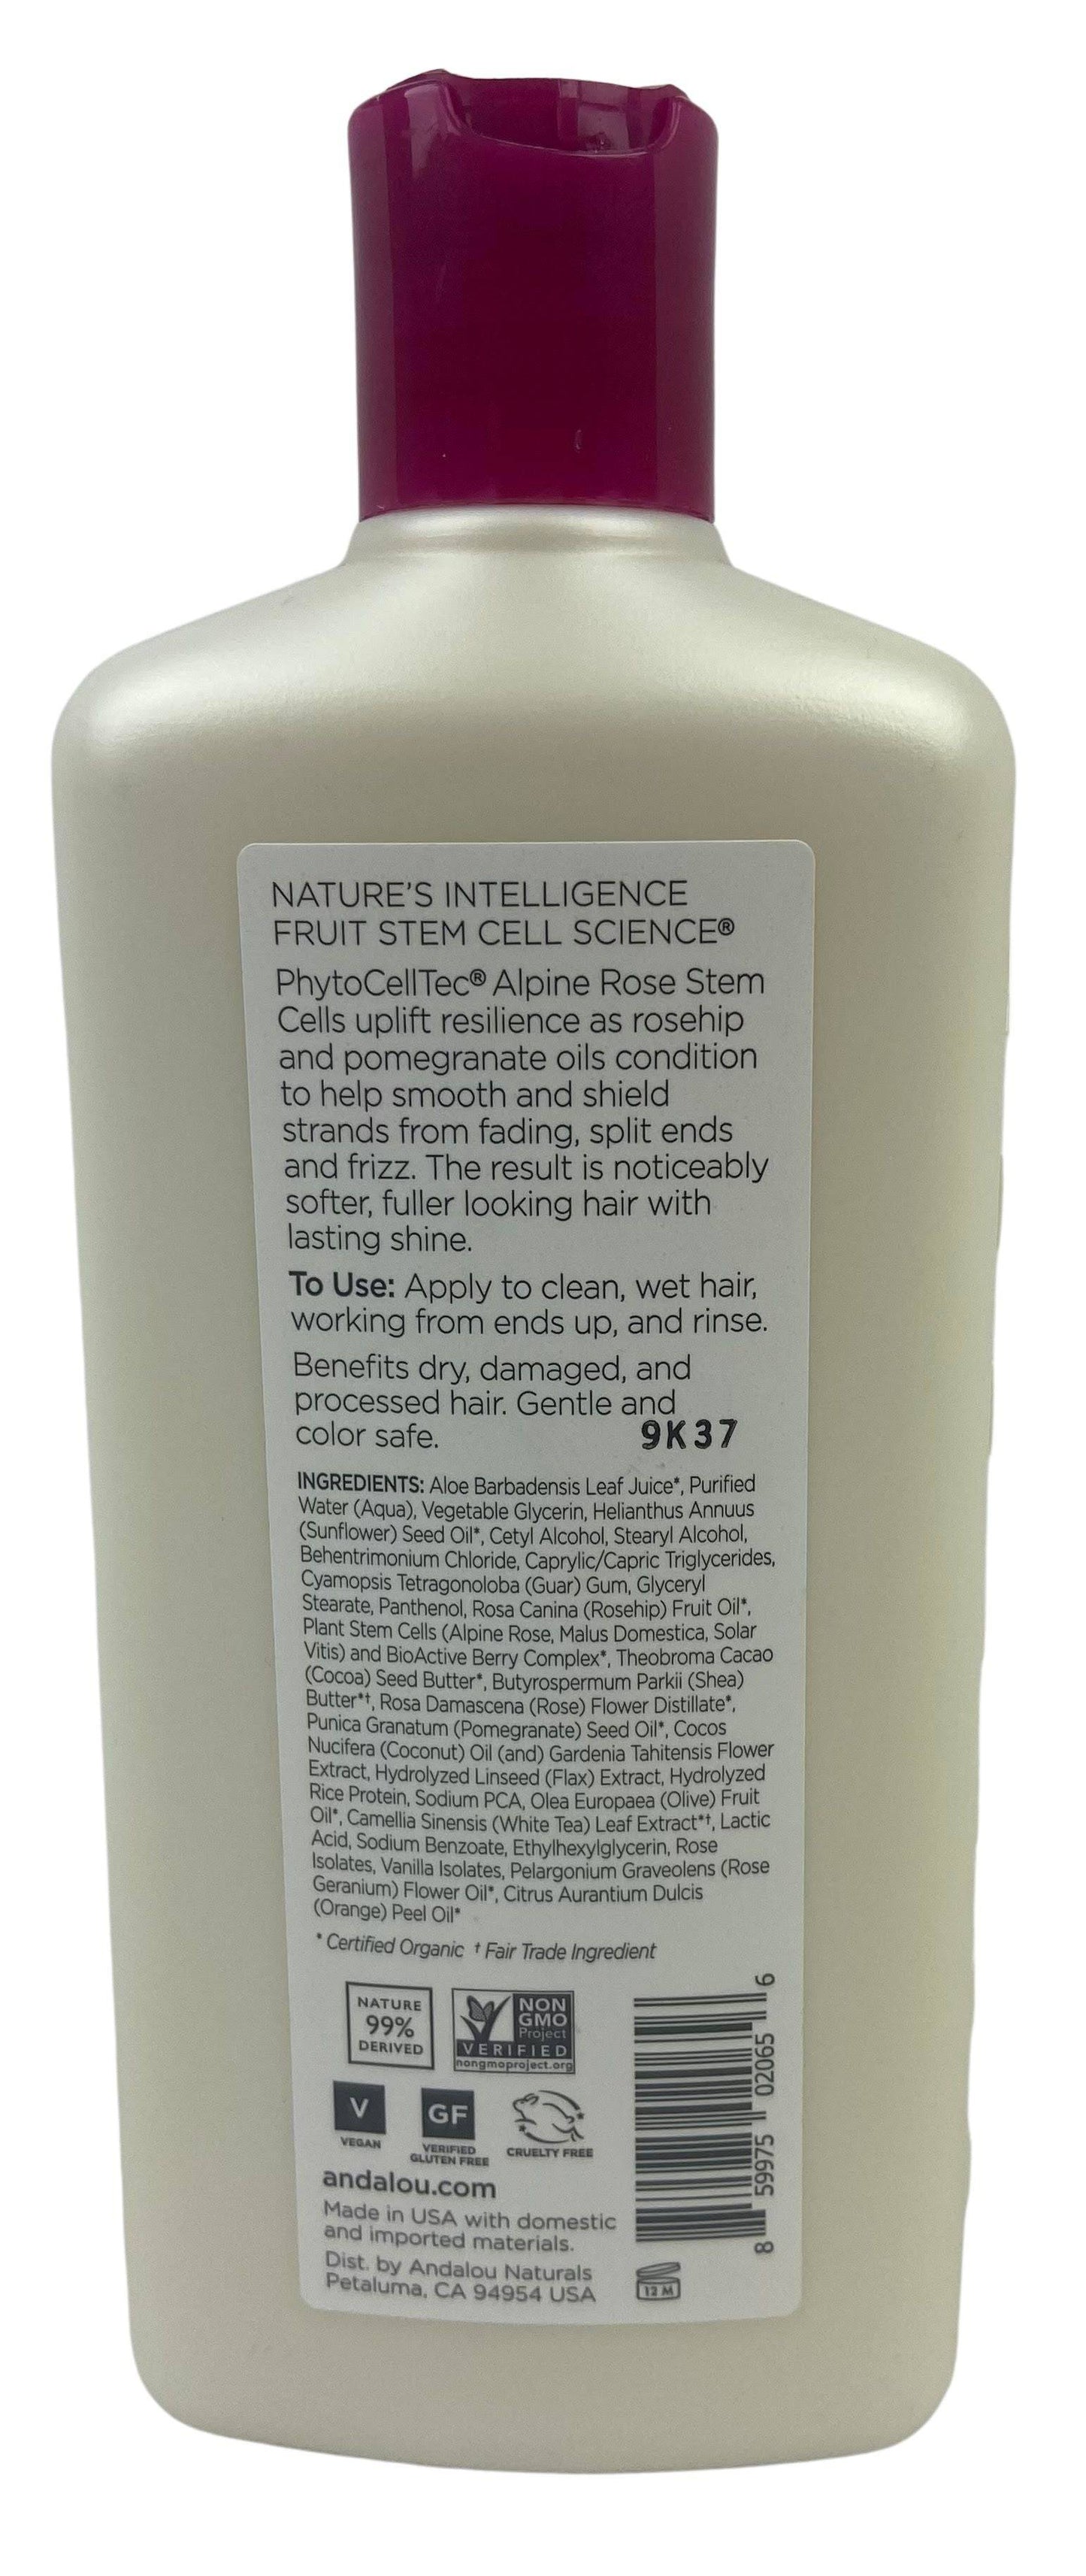 NATURE'S INTELLIGENCE
FRUIT STEM CELL SCIENCE®
PhytoCellTec® Alpine Rose Stem
Cells uplift resilience as rosehip
and pomegranate oils condition
to help smooth and shield
strands from fading, split ends
and frizz. The result is noticeably
softer, fuller looking hair with
lasting shine.
To Use: Apply to clean, wet hair,
working from ends up, and rinse.
Benefits dry, damaged, and
processed hair. Gentle and
color safe.
9K37
INGREDIENTS: Aloe Barbadensis Leaf Juice*, Purified
Water (Aqua), Vegetable Glycerin, Helianthus Annuus
(Sunflower) Seed Oil*, Cetyl Alcohol, Stearyl Alcohol,
Behentrimonium Chloride, Caprylic/Capric Triglycerides,
Cyamopsis Tetragonoloba (Guar) Gum, Glyceryl
Stearate, Panthenol, Rosa Canina (Rosehip) Fruit Oil*,
Plant Stem Cells (Alpine Rose, Malus Domestica, Solar
Vitis) and BioActive Berry Complex*, Theobroma Cacao
(Cocoa) Seed Butter*, Butyrospermum Parkii (Shea)
Butter*†, Rosa Damascena (Rose) Flower Distillate*,
Punica Granatum (Pomegranate) Seed Oil*, Cocos
Nucifera (Coconut) Oil (and) Gardenia Tahitensis Flower
Extract, Hydrolyzed Linseed (Flax) Extract, Hydrolyzed
Rice Protein, Sodium PCA, Olea Europaea (Olive) Fruit
Oil*, Camellia Sinensis (White Tea) Leaf Extract*†, Lactic
Acid, Sodium Benzoate, Ethylhexylglycerin, Rose
Isolates, Vanilla Isolates, Pelargonium Graveolens (Rose
Geranium) Flower Oil*, Citrus Aurantium Dulcis
(Orange) Peel Oil*
* Certified Organic † Fair Trade Ingredient
NATURE
99%
DERIVED
NON
GMO
Project
VERIFIED
nongmoproject.org
V
VEGAN
GF
VERIFIED
GLUTEN FREE
CRUELTY FREE
8 59975 02065 6
andalou.com
Made in USA with domestic
and imported materials.
Dist. by Andalou Naturals
Petaluma, CA 94954 USA
12 M